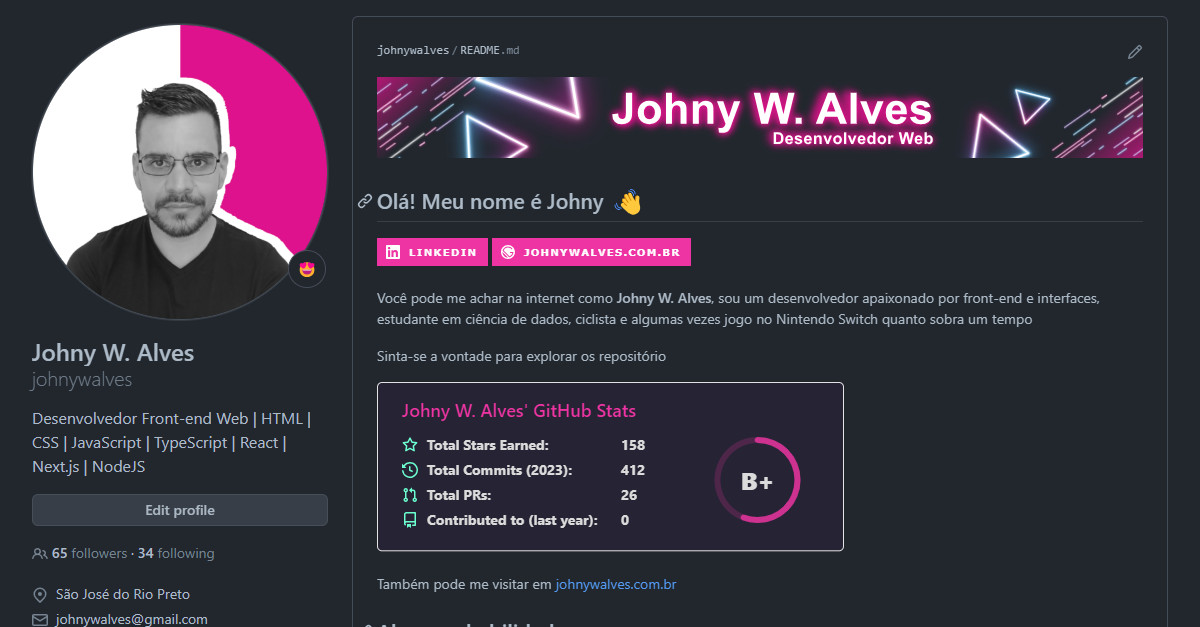 Johny W. Alves
johnywalves
Desenvolvedor Front-end Web | HTML |
CSS | JavaScript | TypeScript | React |
Next.js | NodeJS
Edit profile
65 followers · 34 following
São José do Rio Preto
johnywalves@gmail.com
johnywalves / README.md
Johny W. Alves
Desenvolvedor Web
Olá! Meu nome é Johny
LINKEDIN
JOHNYWALVES.COM.BR
Você pode me achar na internet como Johny W. Alves, sou um desenvolvedor apaixonado por front-end e interfaces,
estudante em ciência de dados, ciclista e algumas vezes jogo no Nintendo Switch quanto sobra um tempo
Sinta-se a vontade para explorar os repositório
Johny W. Alves' GitHub Stats
Total Stars Earned: 158
Total Commits (2023): 412
Total PRs: 26
Contributed to (last year): 0
B+
Também pode me visitar em johnywalves.com.br